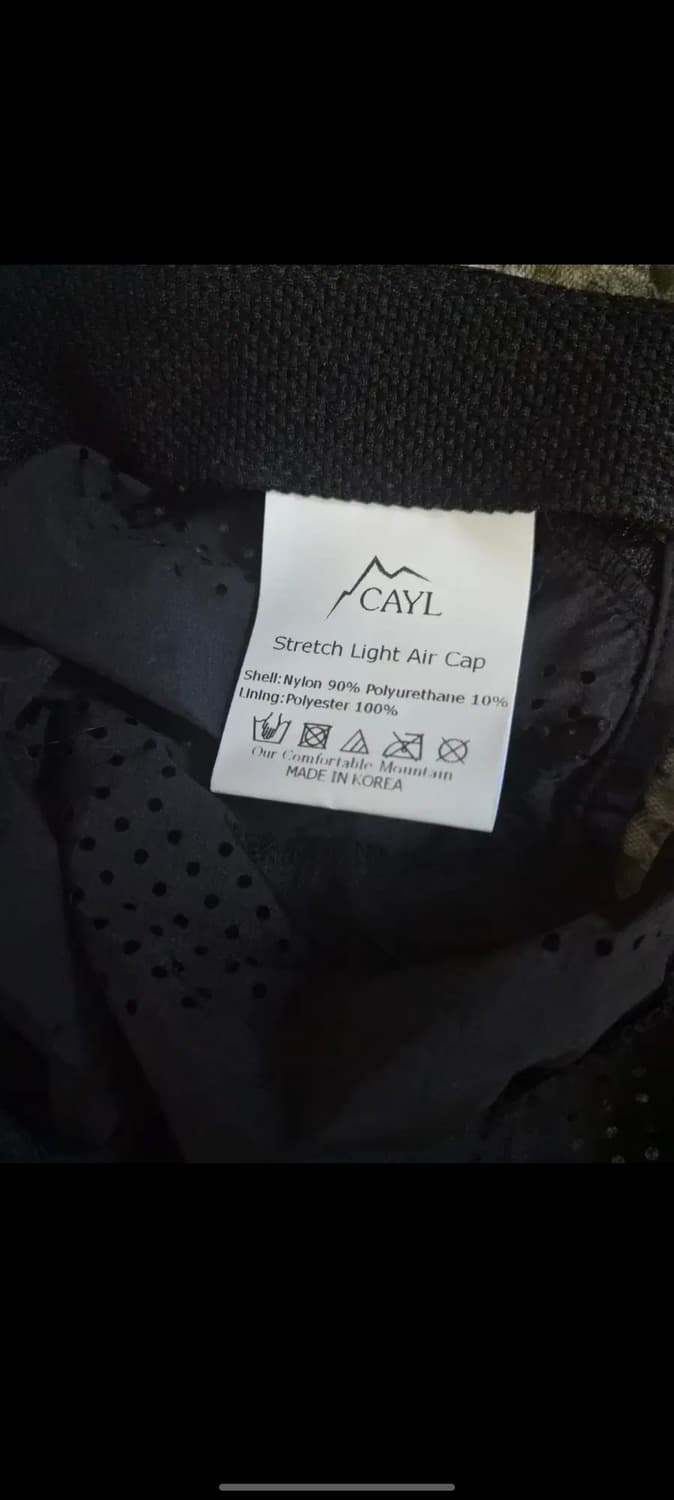 CAYL
Stretch Light Air Cap
Shell:Nylon 90% Polyurethane 10%
Lining:Polyester 100%
Our Comfortable Mountain
MADE IN KOREA